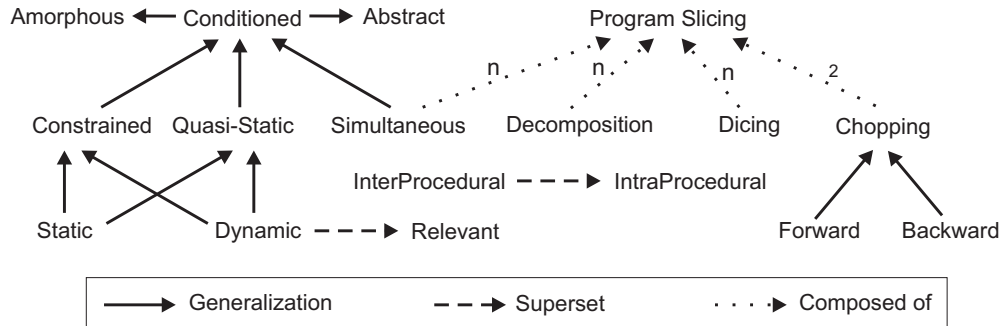 Amorphous Conditioned Abstract Program Slicing
n n n 2
Constrained Quasi-Static Simultaneous Decomposition Dicing Chopping
InterProcedural IntraProcedural
Static Dynamic Relevant Forward Backward
Generalization Superset Composed of